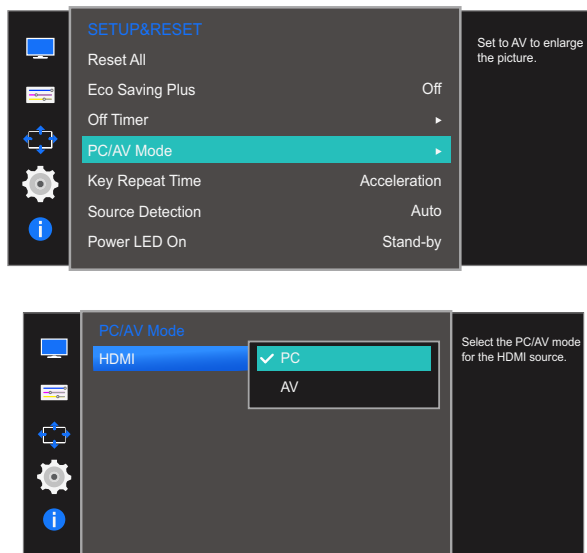 SETUP&RESET
Reset All
Eco Saving Plus Off
Off Timer ▸
PC/AV Mode ▸
Key Repeat Time Acceleration
Source Detection Auto
Power LED On Stand-by
Set to AV to enlarge
the picture.
PC/AV Mode
HDMI ✓ PC
AV
Select the PC/AV mode
for the HDMI source.